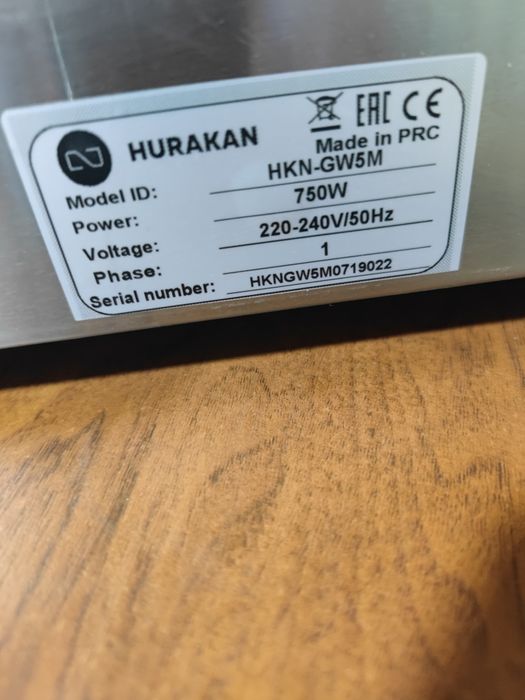 HURAKAN
EAC CE
Made in PRC
Model ID: HKN-GW5M
Power: 750W
Voltage: 220-240V/50Hz
Phase: 1
Serial number: HKNGW5M0719022